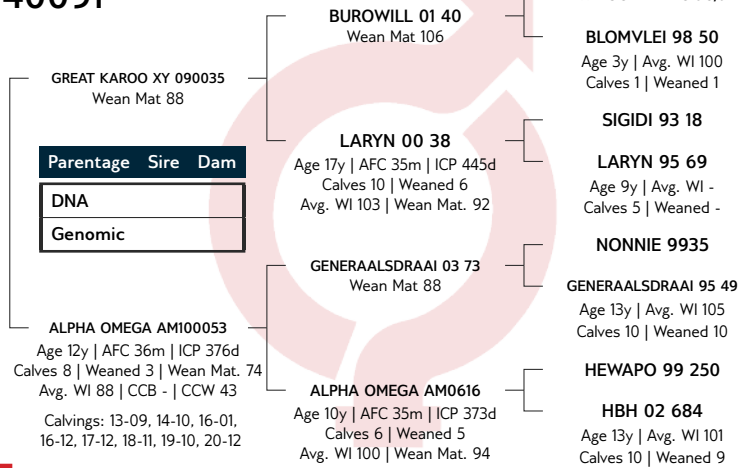 BUROWILL 01 40
Wean Mat 106
BLOMVLEI 98 50
Age 3y | Avg. WI 100
Calves 1 | Weaned 1
GREAT KAROO XY 090035
Wean Mat 88
SIGIDI 93 18
LARYN 00 38
Age 17y | AFC 35m | ICP 445d
Calves 10 | Weaned 6
Avg. WI 103 | Wean Mat. 92
LARYN 95 69
Age 9y | Avg. WI -
Calves 5 | Weaned -
Parentage Sire Dam
DNA
Genomic
NONNIE 9935
GENERAALSDRAAI 03 73
Wean Mat 88
GENERAALSDRAAI 95 49
Age 13y | Avg. WI 105
Calves 10 | Weaned 10
ALPHA OMEGA AM100053
Age 12y | AFC 36m | ICP 376d
Calves 8 | Weaned 3 | Wean Mat. 74
Avg. WI 88 | CCB - | CCW 43
Calvings: 13-09, 14-10, 16-01,
16-12, 17-12, 18-11, 19-10, 20-12
HEWAPO 99 250
ALPHA OMEGA AM0616
Age 10y | AFC 35m | ICP 373d
Calves 6 | Weaned 5
Avg. WI 100 | Wean Mat. 94
HBH 02 684
Age 13y | Avg. WI 101
Calves 10 | Weaned 9